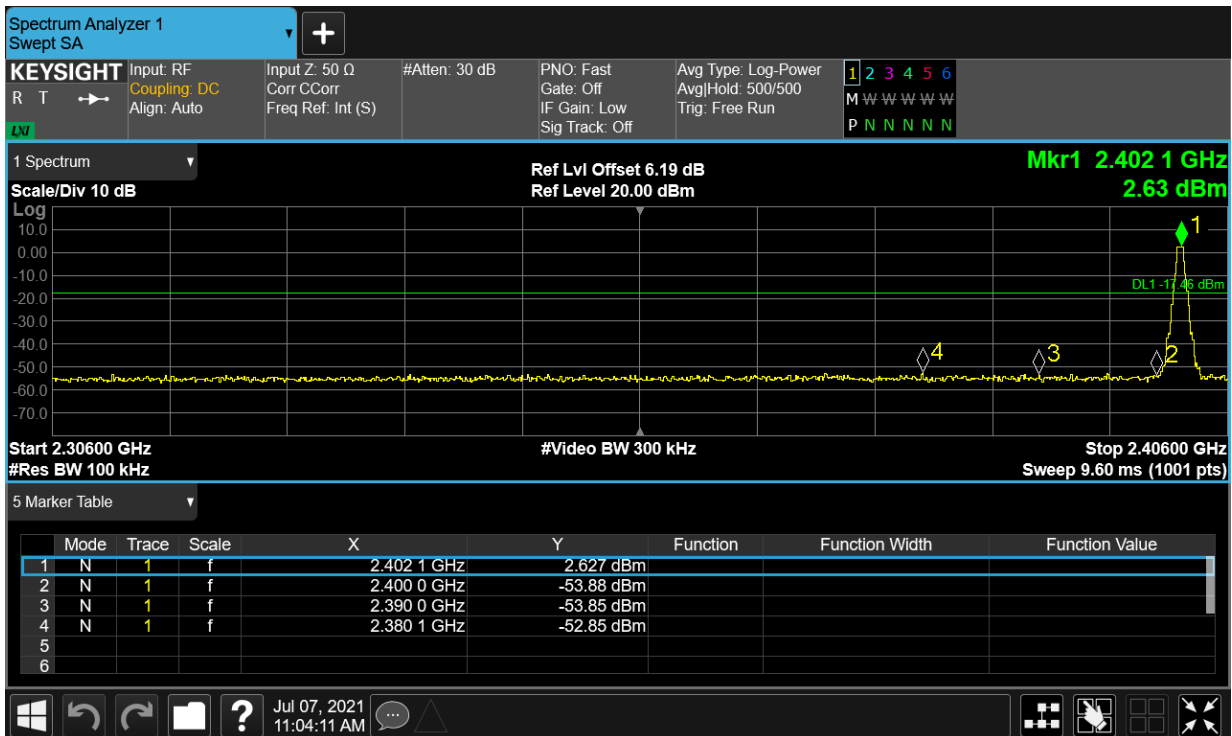 Spectrum Analyzer 1
Swept SA
KEYSIGHT
R T
LXI
Input: RF
Coupling: DC
Align: Auto
Input Z: 50 Ω
Corr CCorr
Freq Ref: Int (S)
#Atten: 30 dB
PNO: Fast
Gate: Off
IF Gain: Low
Sig Track: Off
Avg Type: Log-Power
Avg|Hold: 500/500
Trig: Free Run
1 2 3 4 5 6
M W W W W W
P N N N N N
1 Spectrum
Scale/Div 10 dB
Ref Lvl Offset 6.19 dB
Ref Level 20.00 dBm
Mkr1 2.402 1 GHz
2.63 dBm
Log
10.0
0.00
-10.0
-20.0
-30.0
-40.0
-50.0
-60.0
-70.0
1
DL1 -17.46 dBm
4
3
2
Start 2.30600 GHz
#Res BW 100 kHz
#Video BW 300 kHz
Stop 2.40600 GHz
Sweep 9.60 ms (1001 pts)
5 Marker Table
Mode Trace Scale X Y Function Function Width Function Value
1 N 1 f 2.402 1 GHz 2.627 dBm
2 N 1 f 2.400 0 GHz -53.88 dBm
3 N 1 f 2.390 0 GHz -53.85 dBm
4 N 1 f 2.380 1 GHz -52.85 dBm
5
6
Jul 07, 2021
11:04:11 AM